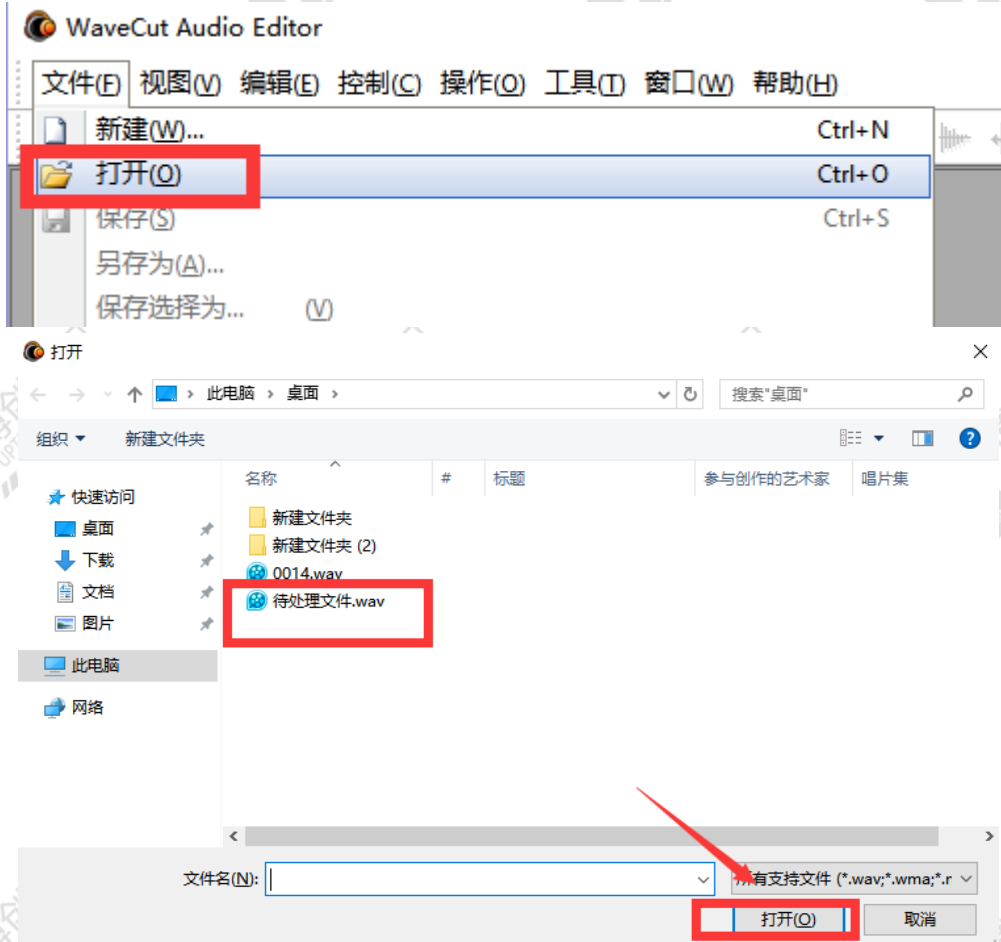 WaveCut Audio Editor
文件(F) 视图(V) 编辑(E) 控制(C) 操作(O) 工具(T) 窗口(W) 帮助(H)
新建(W)... Ctrl+N
打开(O) Ctrl+O
保存(S) Ctrl+S
另存为(A)...
保存选择为... (V)
打开
此电脑 桌面 搜索"桌面"
组织 新建文件夹
名称 # 标题 参与创作的艺术家 唱片集
快速访问
桌面
下载
文档
图片
此电脑
网络
新建文件夹
新建文件夹 (2)
0014.wav
待处理文件.wav
文件名(N): 有支持文件 (*.wav;*.wma;*.r
打开(O) 取消